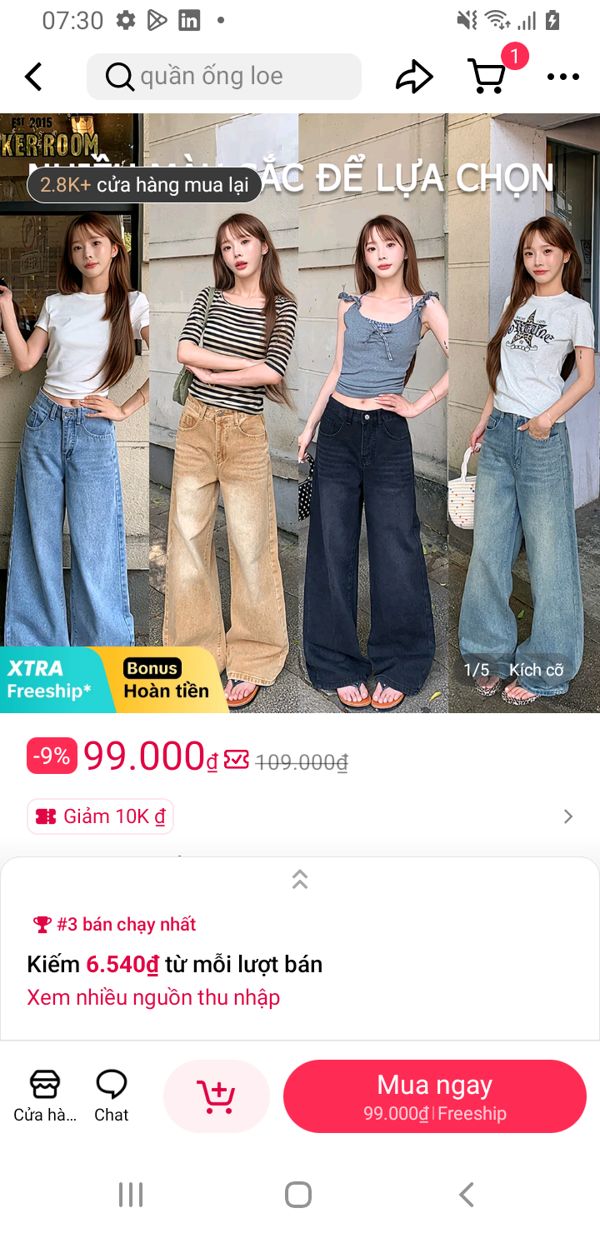 07:30
quần ống loe
1
EST 2015
KER ROOM
SẮC ĐỂ LỰA CHỌN
2.8K+ cửa hàng mua lại
XTRA
Freeship*
Bonus
Hoàn tiền
1/5 Kích cỡ
-9% 99.000₫ 109.000₫
Giảm 10K ₫
#3 bán chạy nhất
Kiếm 6.540₫ từ mỗi lượt bán
Xem nhiều nguồn thu nhập
Cửa hà...
Chat
Mua ngay
99.000₫ | Freeship